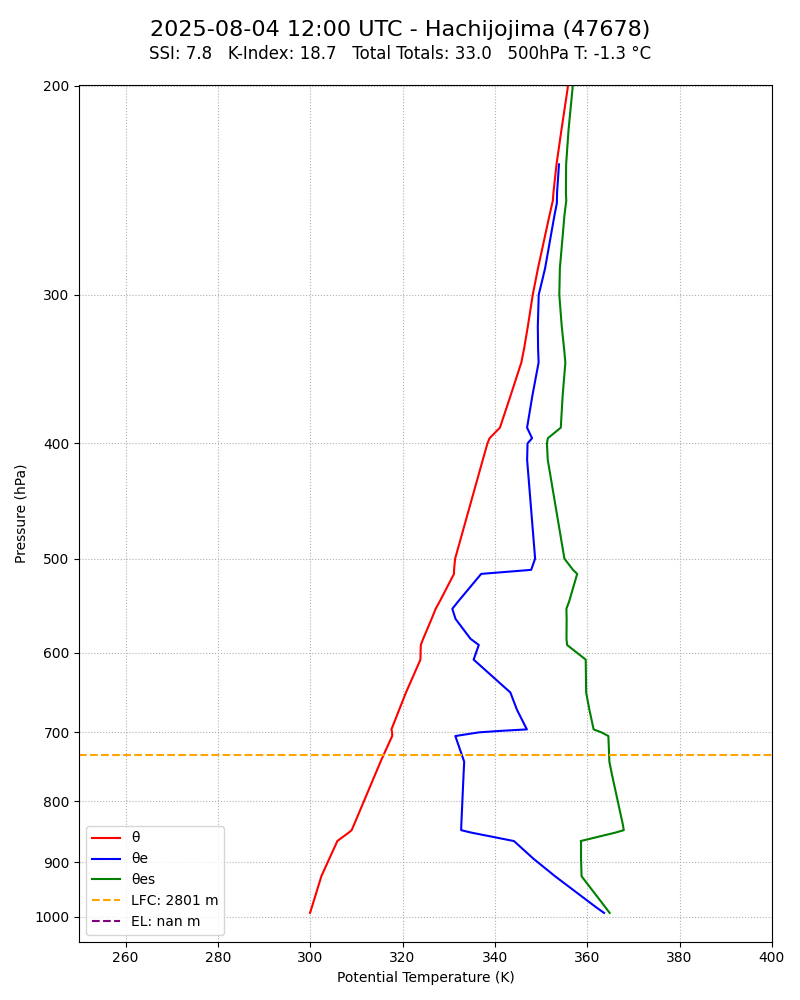 2025-08-04 12:00 UTC - Hachijojima (47678)
SSI: 7.8   K-Index: 18.7   Total Totals: 33.0   500hPa T: -1.3 °C
200
300
400
500
600
700
800
900
1000
Pressure (hPa)
θ
θe
θes
LFC: 2801 m
EL: nan m
260 280 300 320 340 360 380 400
Potential Temperature (K)